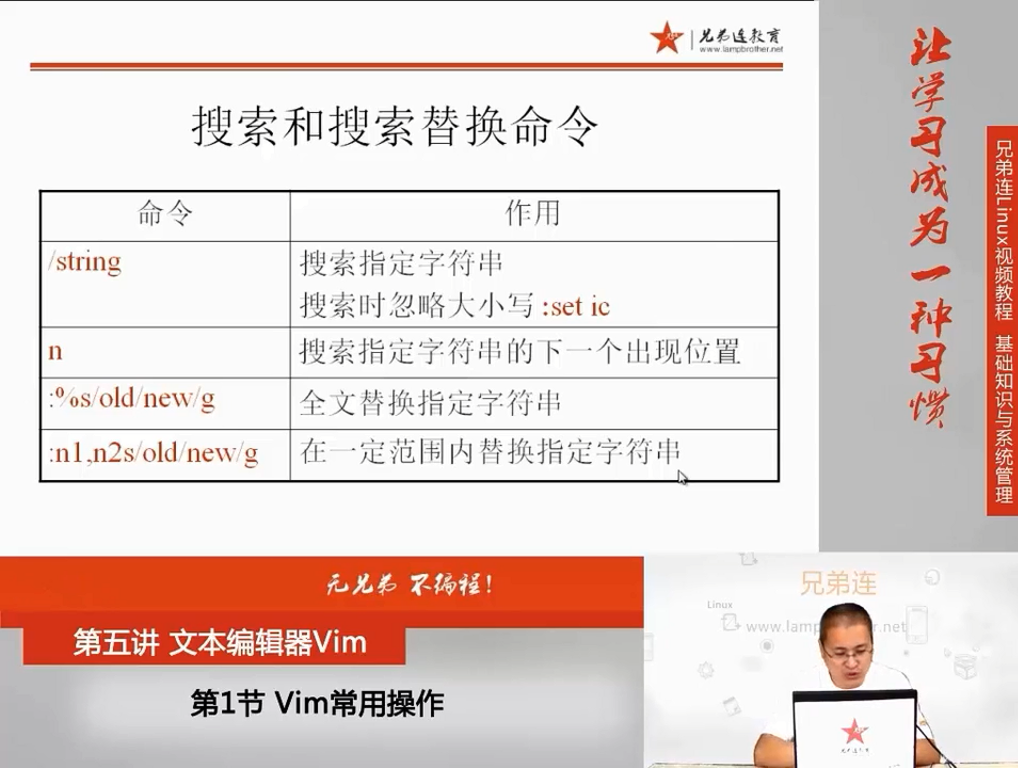 兄弟连教育
www.lampbrother.net
搜索和搜索替换命令
命令 作用
/string 搜索指定字符串
搜索时忽略大小写 :set ic
n 搜索指定字符串的下一个出现位置
:%s/old/new/g 全文替换指定字符串
:n1,n2s/old/new/g 在一定范围内替换指定字符串
让学习成为一种习惯
兄弟连Linux视频教程 基础知识与系统管理
无兄弟 不编程!
第五讲 文本编辑器Vim
第1节 Vim常用操作
兄弟连
Linux